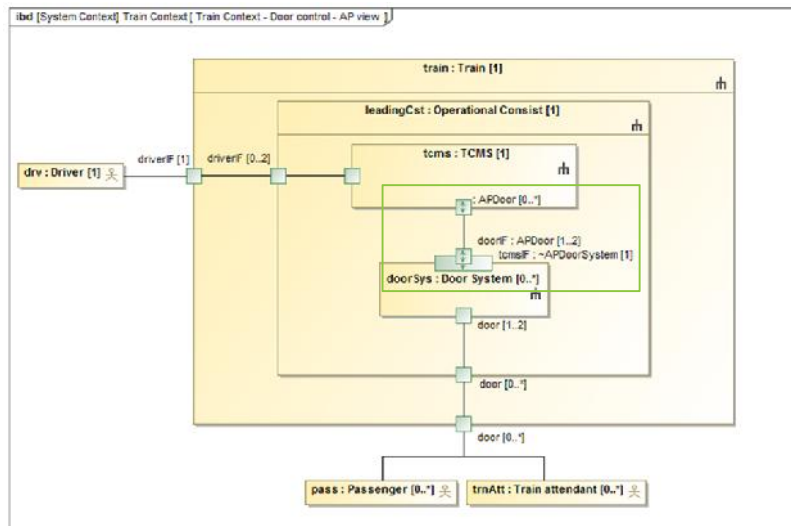 ibd [System Context] Train Context [ Train Context - Door control - AP view ]
train : Train [1]
leadingCst : Operational Consist [1]
tcms : TCMS [1]
driverIF [1]
driverIF [0..2]
drv : Driver [1]
: APDoor [0..*]
doorIF : APDoor [1..2]
tcmsIF : ~APDoorSystem [1]
doorSys : Door System [0..*]
door [1..2]
door [0..*]
door [0..*]
pass : Passenger [0..*]
trnAtt : Train attendant [0..*]